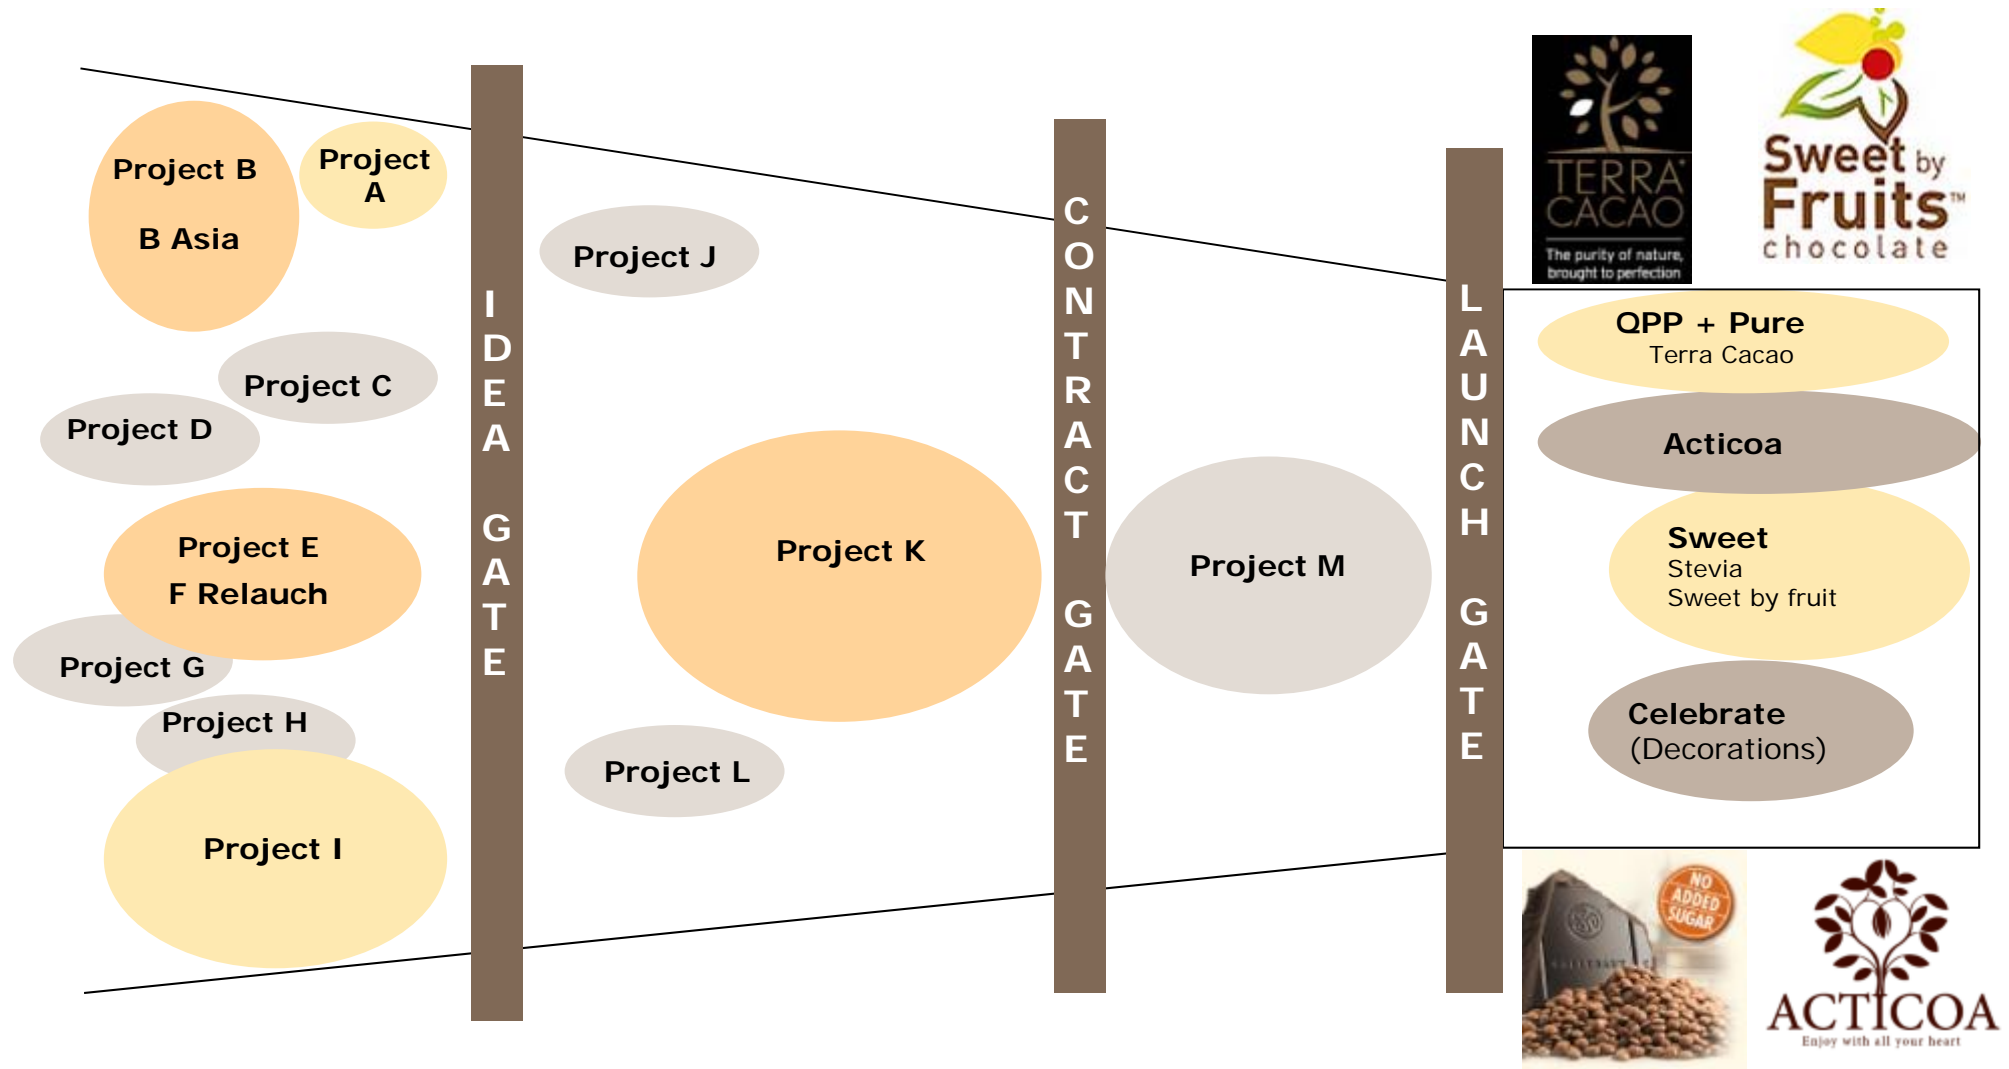 Project B
B Asia
Project
A
Project C
Project D
Project E
F Relauch
Project G
Project H
Project I
IDEA GATE
Project J
Project K
Project L
CONTRACT GATE
Project M
LAUNCH GATE
TERRA
CACAO
The purity of nature,
brought to perfection
Sweet by
Fruits™
chocolate
QPP + Pure
Terra Cacao
Acticoa
Sweet
Stevia
Sweet by fruit
Celebrate
(Decorations)
NO
ADDED
SUGAR
ACTICOA
Enjoy with all your heart